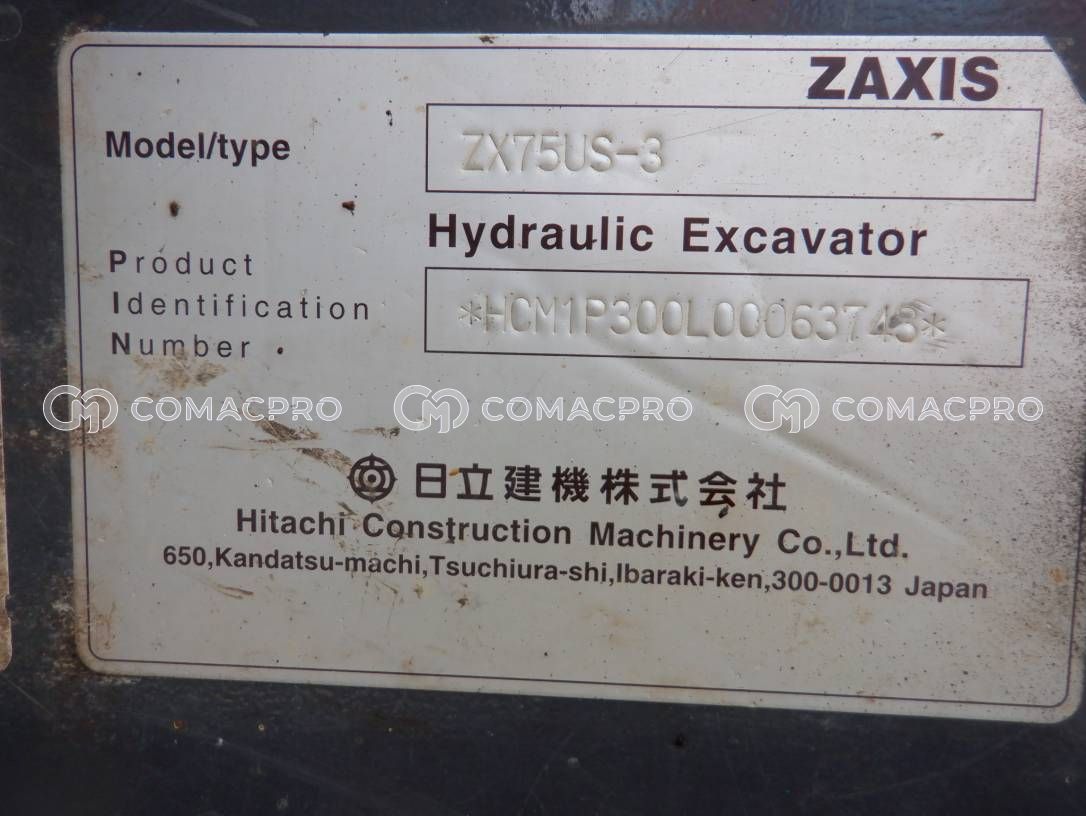 ZAXIS
Model/type
ZX75US-3
Hydraulic Excavator
Product
Identification
Number
COMACPRO COMACPRO COMACPRO
日立建機株式会社
Hitachi Construction Machinery Co.,Ltd.
650,Kandatsu-machi,Tsuchiura-shi,Ibaraki-ken,300-0013 Japan